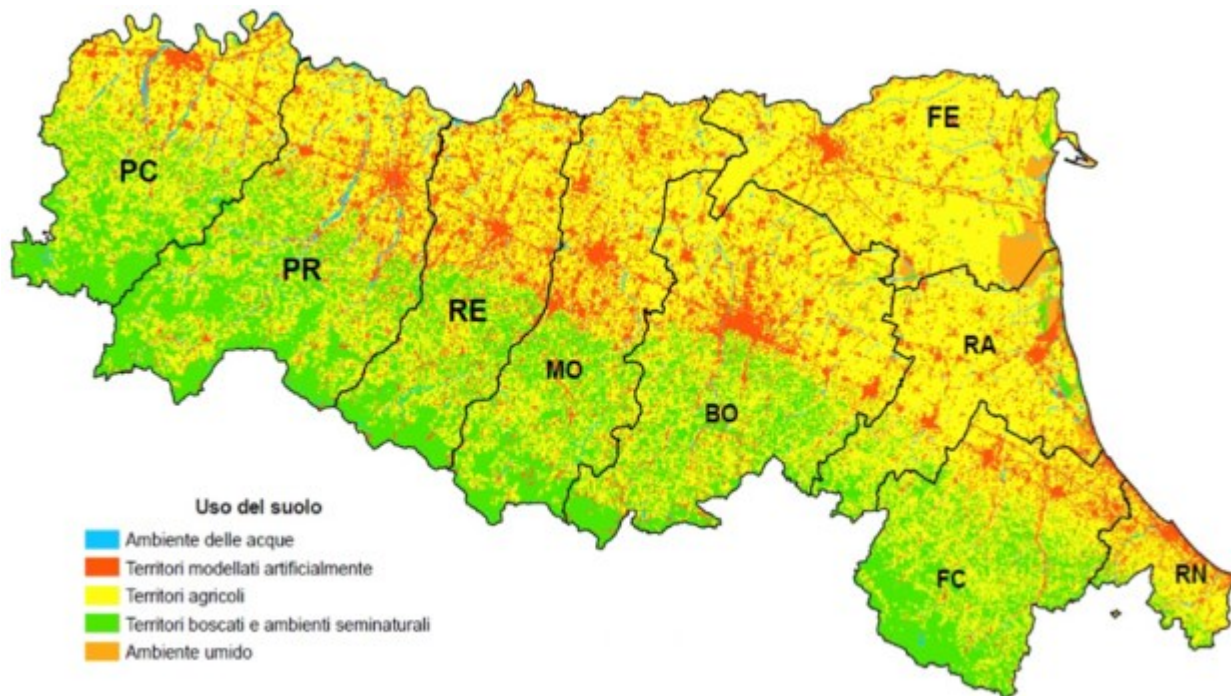 FE
PC
PR
RE
RA
MO
BO
FC
RN
Uso del suolo
Ambiente delle acque
Territori modellati artificialmente
Territori agricoli
Territori boscati e ambienti seminaturali
Ambiente umido